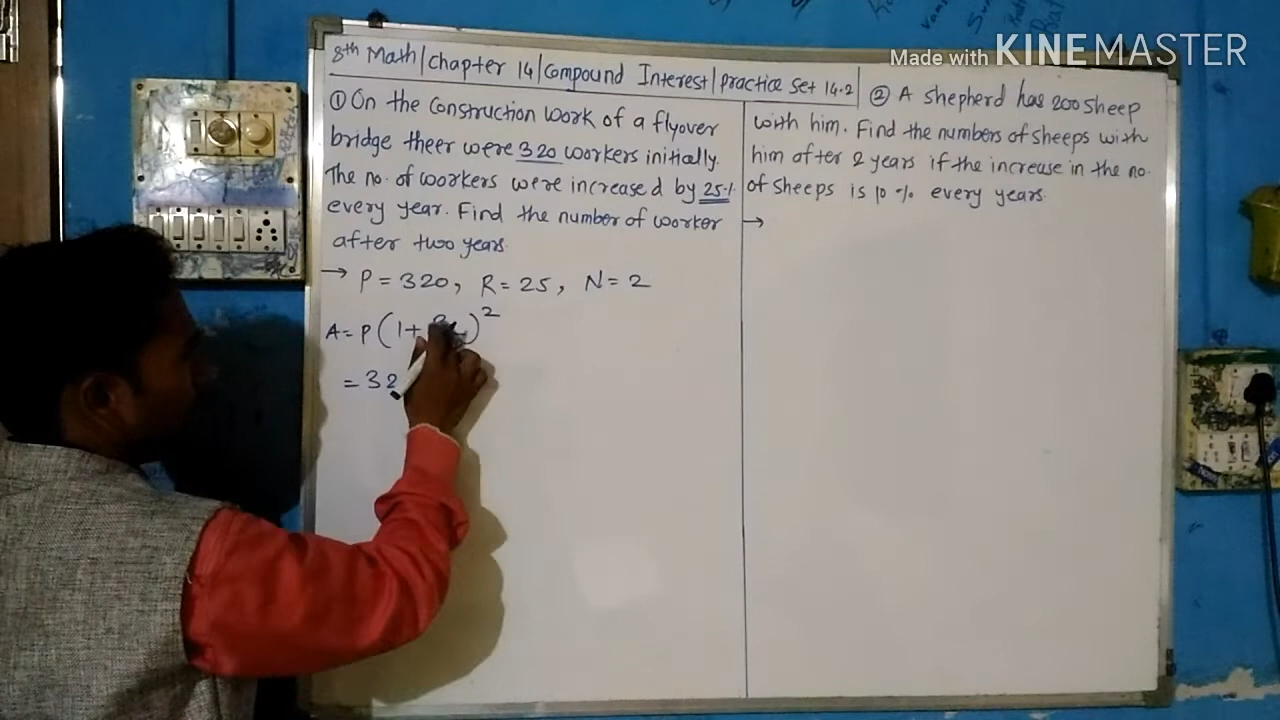 Made with KINEMASTER
8th Math/Chapter 14/Compound Interest/practice Set 14.2
① On the Construction Work of a flyover
bridge theer were 320 workers initially.
The no. of workers were increased by 25%
every year. Find the number of worker
after two years.
→ P = 320, R = 25, N = 2
A = P(1+
)²
= 32
② A Shepherd has 200 Sheep
with him. Find the numbers of sheeps with
him after 2 years if the increase in the no.
of sheeps is 10 % every years.
→